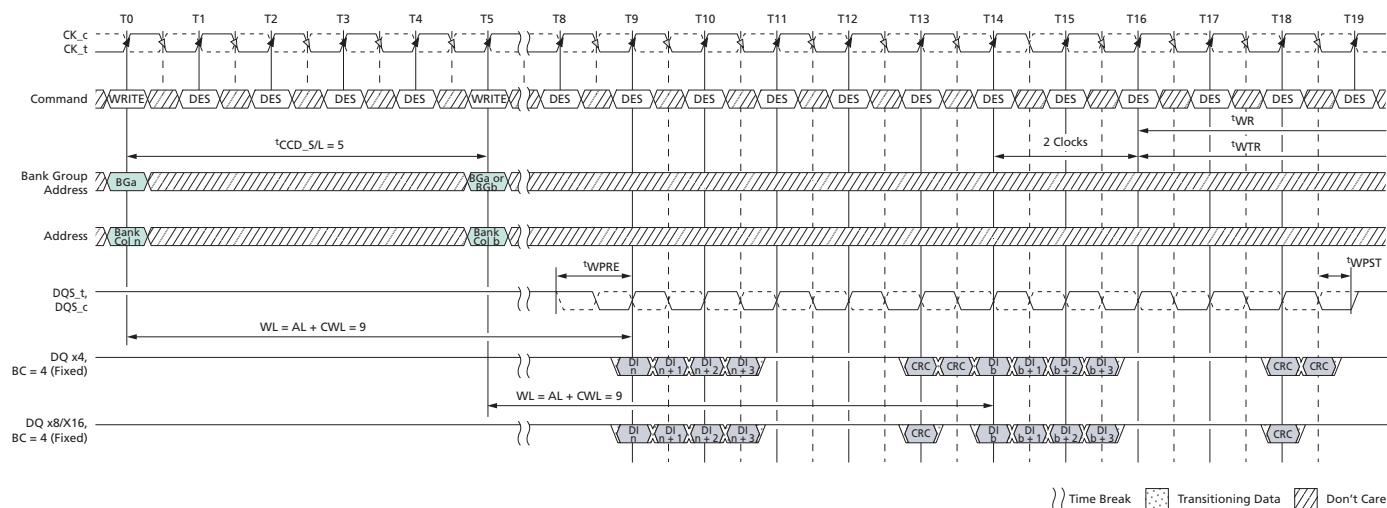 T0 T1 T2 T3 T4 T5 T8 T9 T10 T11 T12 T13 T14 T15 T16 T17 T18 T19
CK_c
CK_t
Command WRITE DES DES DES DES WRITE DES DES DES DES DES DES DES DES DES DES DES DES
tWR
tCCD_S/L = 5 2 Clocks tWTR
Bank Group
Address
BGa BGa or
BGb
Address Bank
Col n
Bank
Col b
tWPRE tWPST
DQS_t,
DQS_c
WL = AL + CWL = 9
DQ x4,
BC = 4 (Fixed)
DI
n
DI
n + 1
DI
n + 2
DI
n + 3
CRC CRC DI
b
DI
b + 1
DI
b + 2
DI
b + 3
CRC CRC
WL = AL + CWL = 9
DQ x8/X16,
BC = 4 (Fixed)
DI
n
DI
n + 1
DI
n + 2
DI
n + 3
CRC DI
b
DI
b + 1
DI
b + 2
DI
b + 3
CRC
Time Break Transitioning Data Don't Care